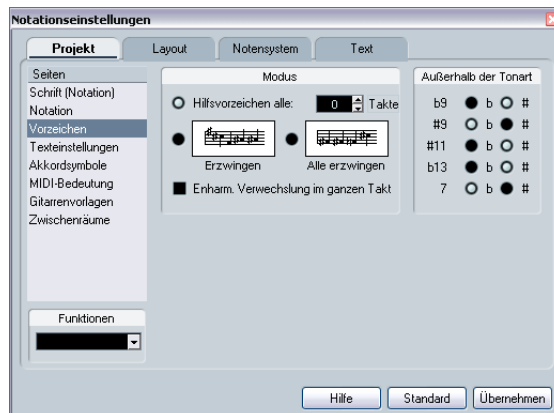 Notationseinstellungen
Projekt Layout Notensystem Text
Seiten
Schrift (Notation)
Notation
Vorzeichen
Texteinstellungen
Akkordsymbole
MIDI-Bedeutung
Gitarrenvorlagen
Zwischenräume
Funktionen
Modus
Hilfsvorzeichen alle: 0 Takte
Erzwingen Alle erzwingen
Enharm. Verwechslung im ganzen Takt
Außerhalb der Tonart
b9 b #
#9 b #
#11 b #
b13 b #
7 b #
Hilfe Standard Übernehmen